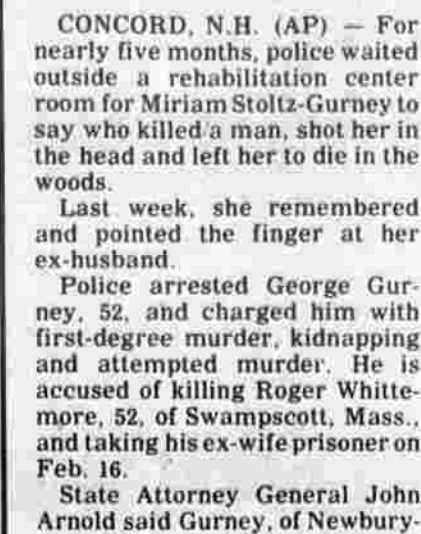 CONCORD, N.H. (AP) — For
nearly five months, police waited
outside a rehabilitation center
room for Miriam Stoltz-Gurney to
say who killed a man, shot her in
the head and left her to die in the
woods.
Last week, she remembered
and pointed the finger at her
ex-husband.
Police arrested George Gur-
ney, 52, and charged him with
first-degree murder, kidnapping
and attempted murder. He is
accused of killing Roger Whitte-
more, 52, of Swampscott, Mass.,
and taking his ex-wife prisoner on
Feb. 16.
State Attorney General John
Arnold said Gurney, of Newbury-